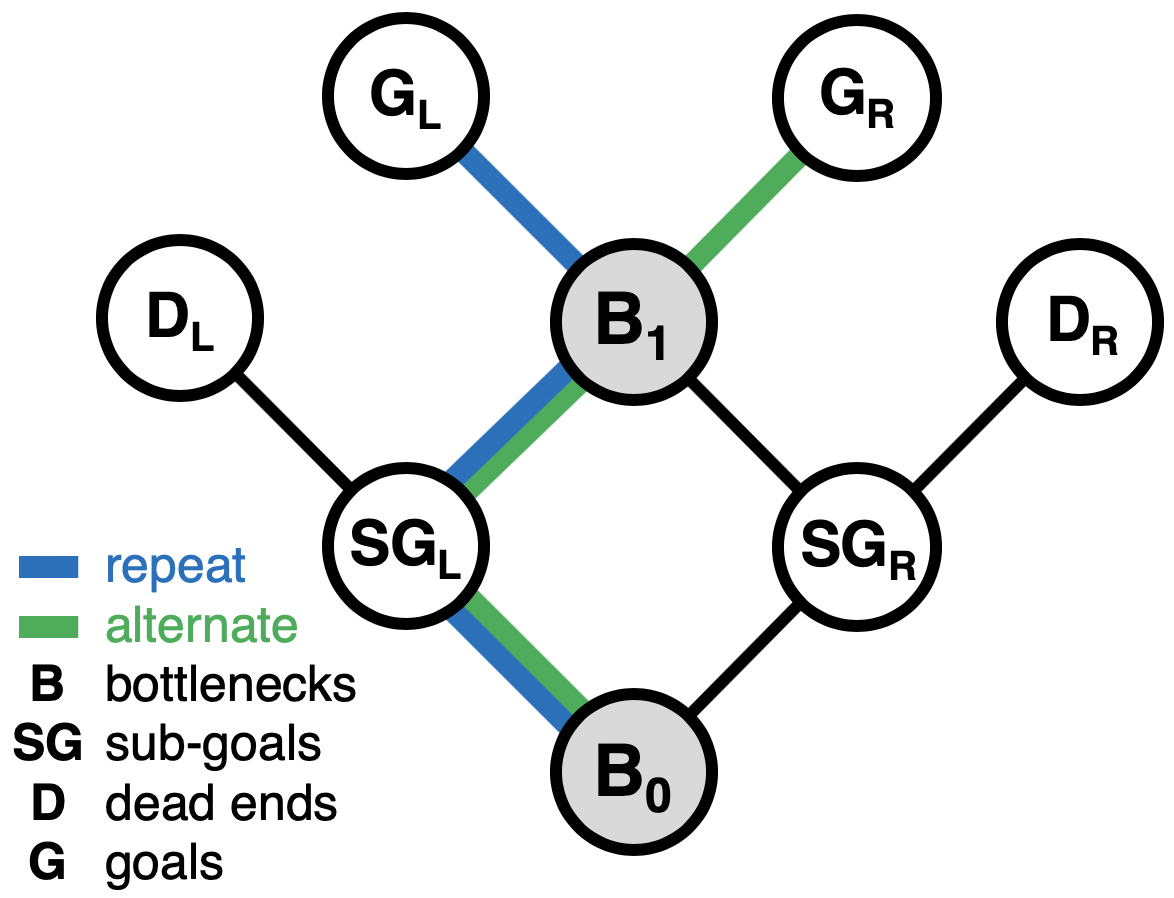 G_L
G_R
D_L
B_1
D_R
SG_L
SG_R
repeat
alternate
B bottlenecks
B_0
SG sub-goals
D dead ends
G goals